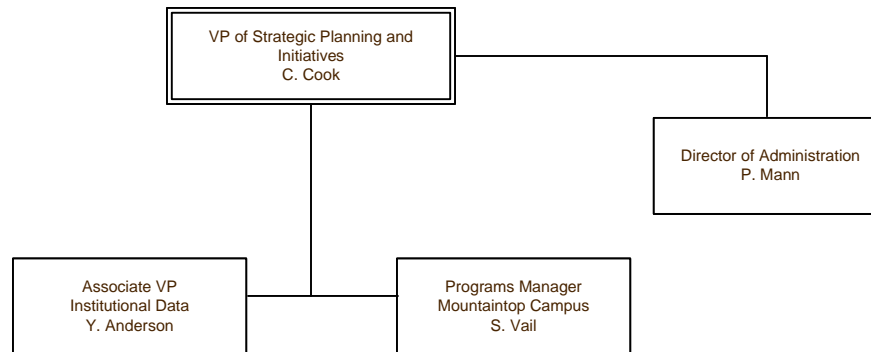 VP of Strategic Planning and
Initiatives
C. Cook
Director of Administration
P. Mann
Associate VP
Institutional Data
Y. Anderson
Programs Manager
Mountaintop Campus
S. Vail